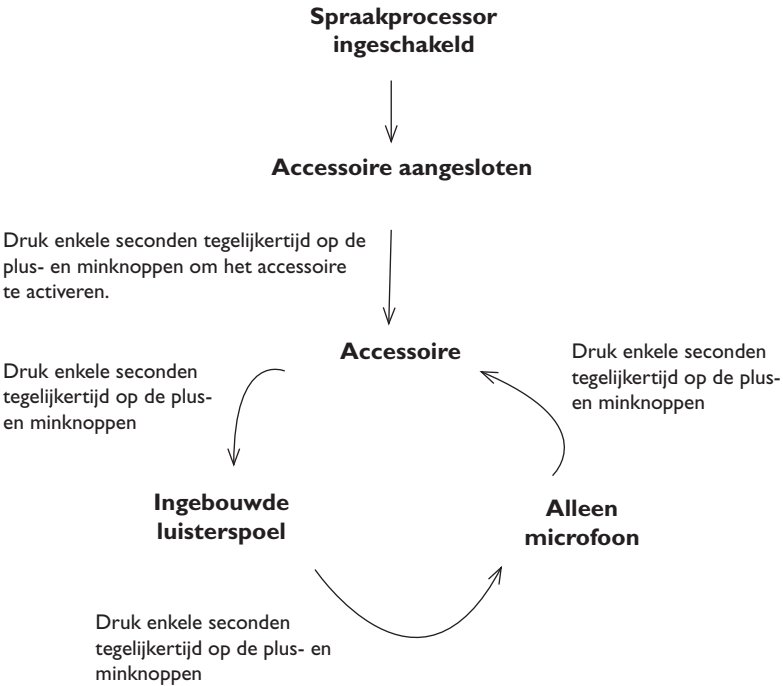 Spraakprocessor
ingeschakeld
Accessoire aangesloten
Druk enkele seconden tegelijkertijd op de
plus- en minknoppen om het accessoire
te activeren.
Accessoire
Druk enkele seconden
tegelijkertijd op de plus-
en minknoppen
Druk enkele seconden
tegelijkertijd op de plus-
en minknoppen
Ingebouwde
luisterspoel
Alleen
microfoon
Druk enkele seconden
tegelijkertijd op de plus- en
minknoppen